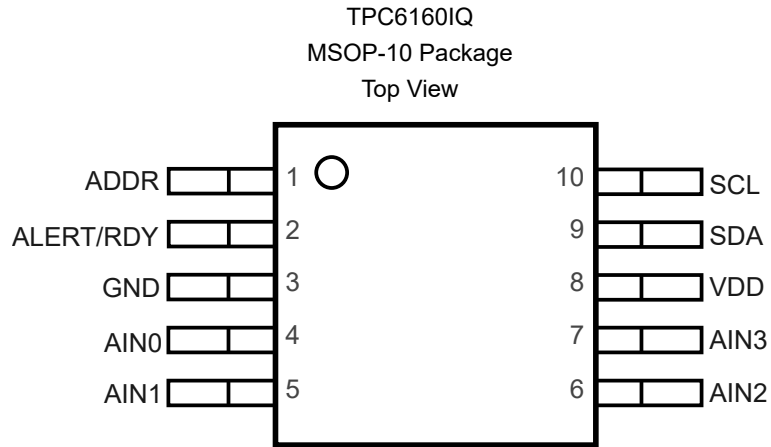 TPC6160IQ
MSOP-10 Package
Top View
ADDR 1 10 SCL
ALERT/RDY 2 9 SDA
GND 3 8 VDD
AIN0 4 7 AIN3
AIN1 5 6 AIN2